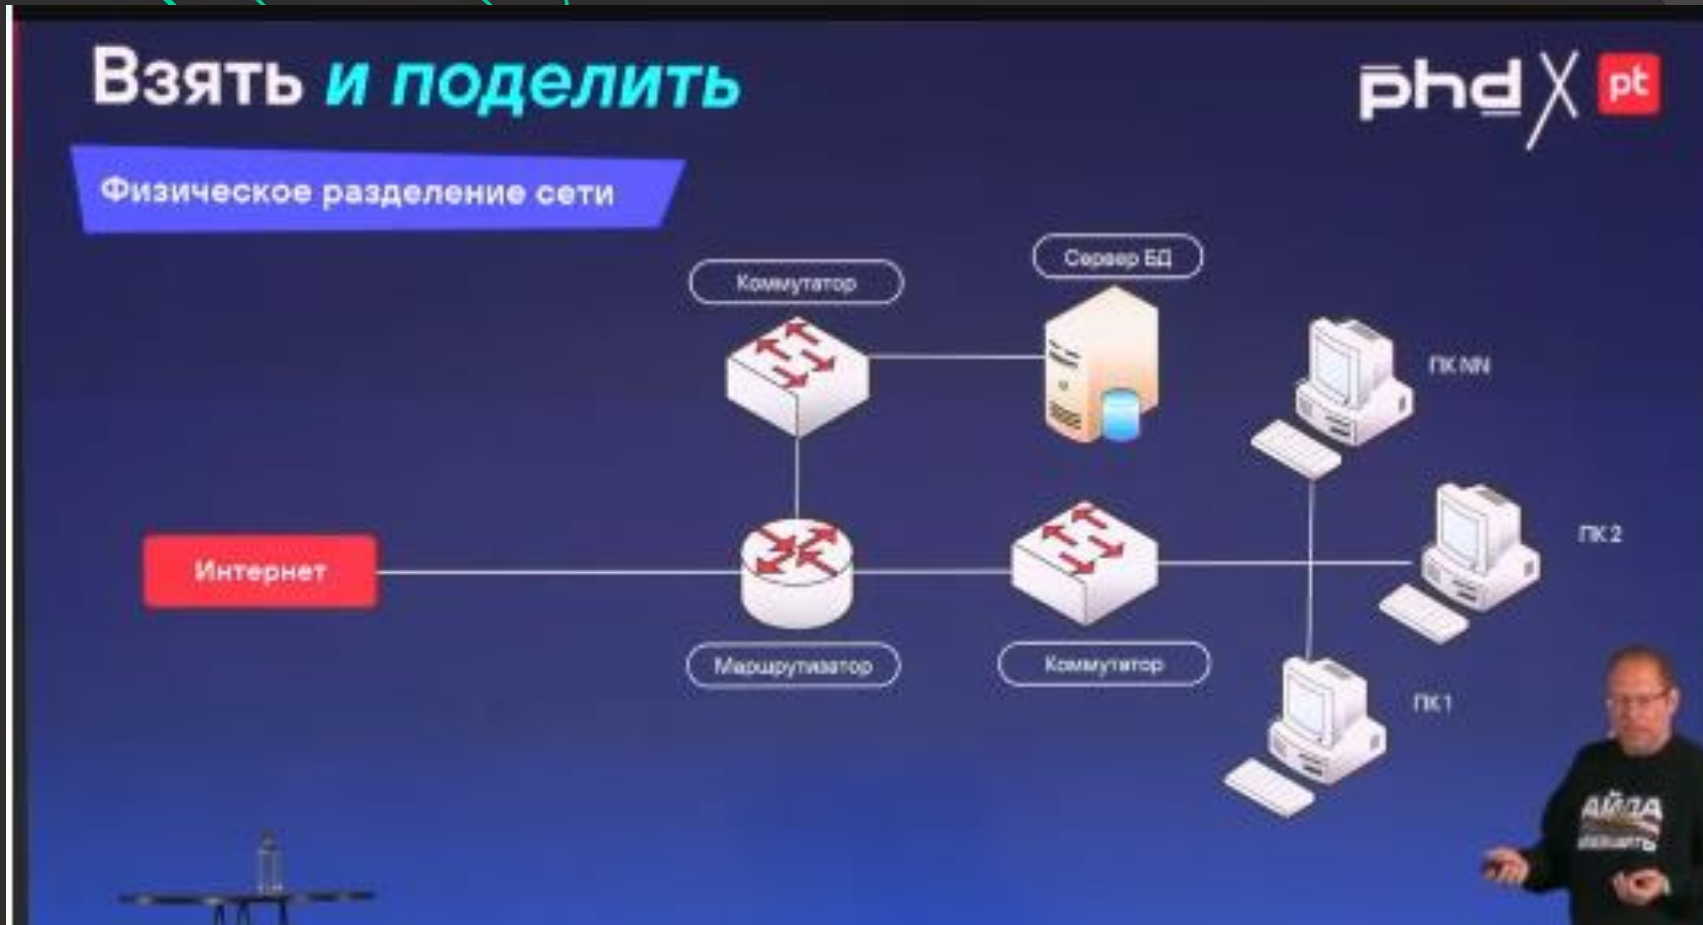 Взять и поделить
phd
pt
Физическое разделение сети
Коммутатор
Сервер БД
ПК NN
ПК 2
Интернет
Маршрутизатор
Коммутатор
ПК 1
АЙДА